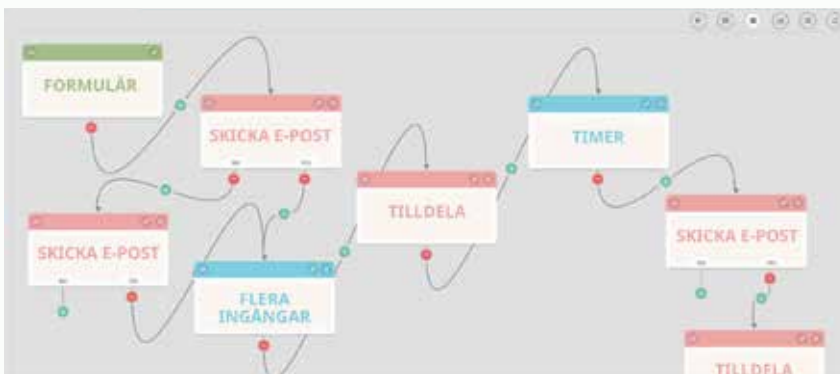 FORMULÄR
SKICKA E-POST
TIMER
TILLDELA
SKICKA E-POST
SKICKA E-POST
FLERA
INGÅNGAR
TILLDELA